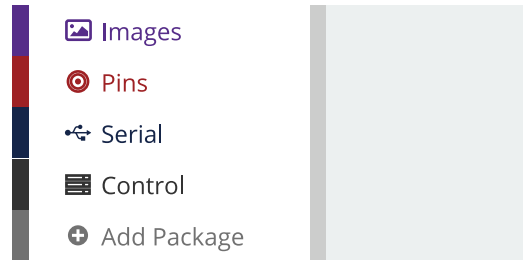 Images
Pins
Serial
Control
Add Package